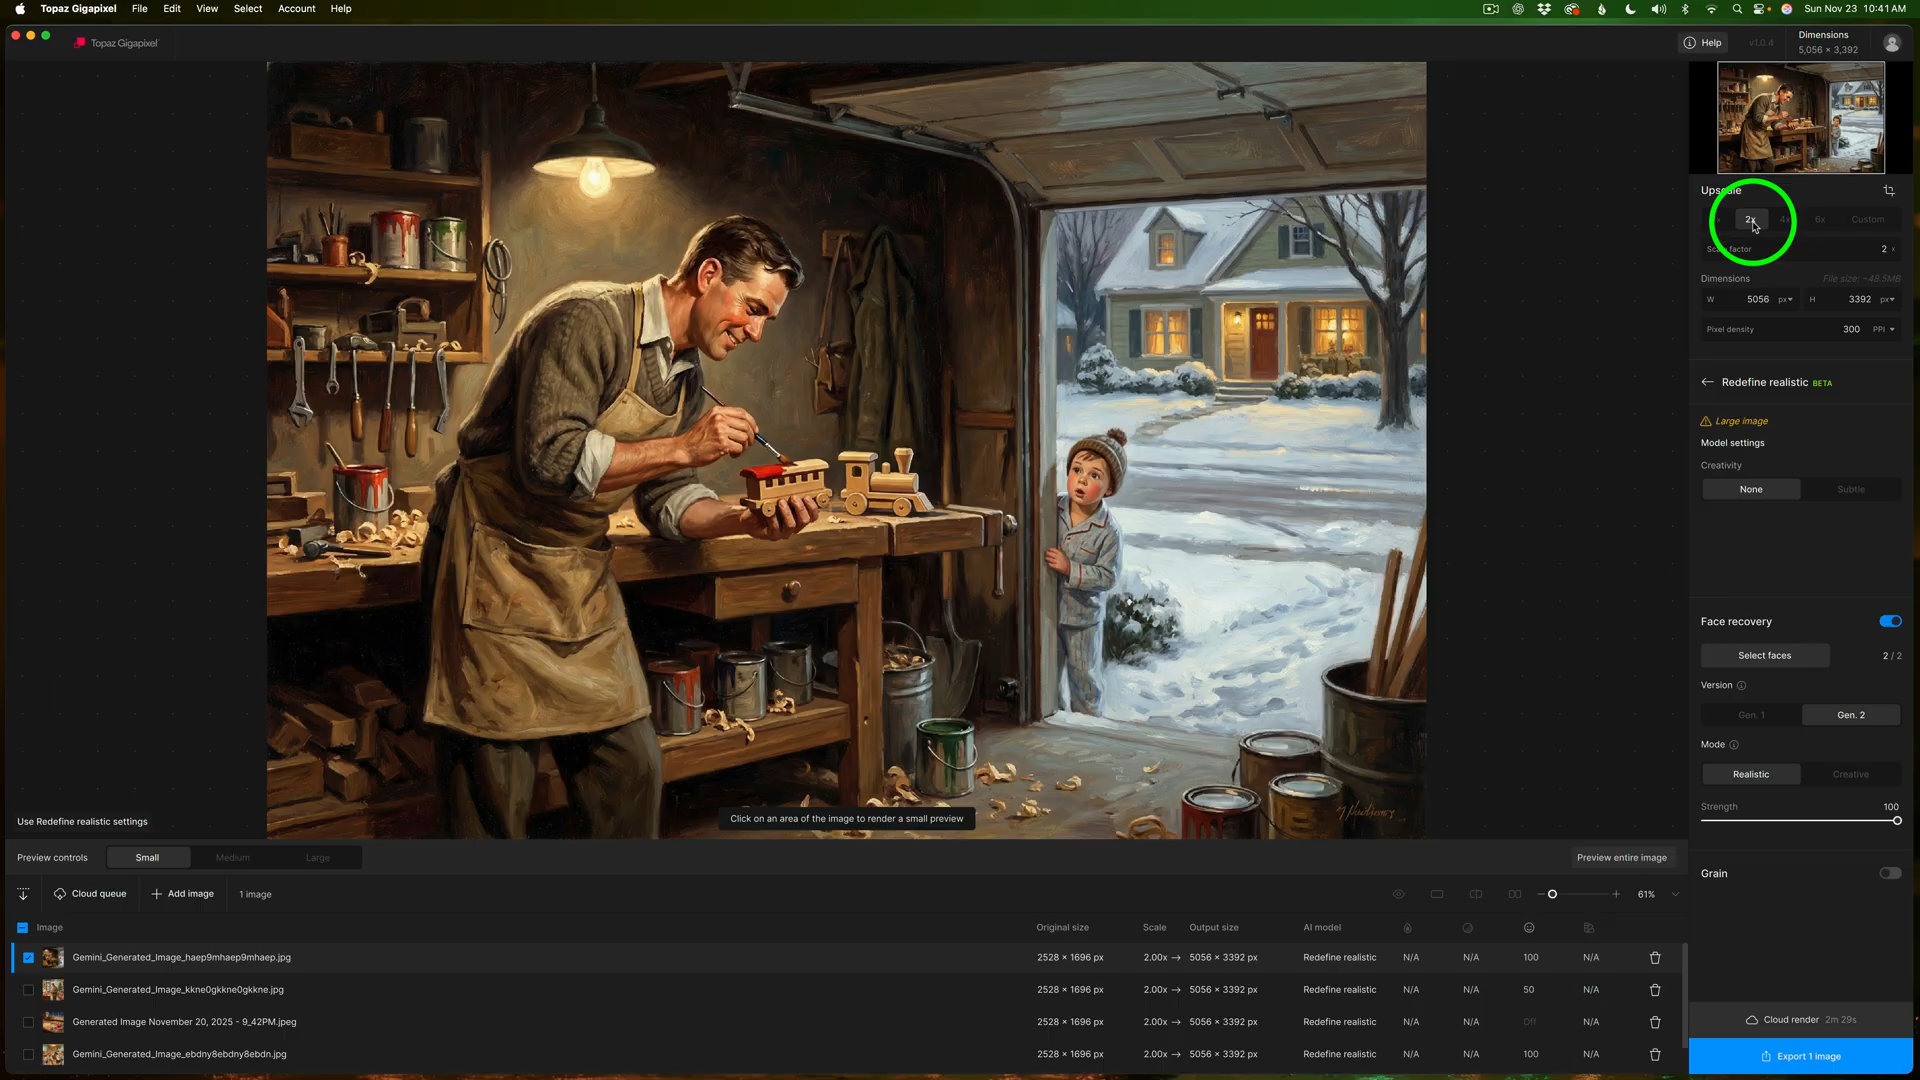 Topaz Gigapixel File Edit View Select Account Help
Sun Nov 23 10:41 AM
Topaz Gigapixel
Help
v1.0.4
Dimensions
5,056 × 3,392
Upscale
2x 4x 6x Custom
Scale factor 2 x
Dimensions File size: ~48.5MB
W 5056 px H 3392 px
Pixel density 300 PPI
Redefine realistic BETA
Large image
Model settings
Creativity
None Subtle
Face recovery
Select faces 2 / 2
Version
Gen. 1 Gen. 2
Mode
Realistic Creative
Strength 100
Grain
Use Redefine realistic settings
Click on an area of the image to render a small preview
Preview controls Small Medium Large Preview entire image
Cloud queue Add image 1 image 61%
Image Original size Scale Output size AI model
Gemini_Generated_Image_haep9mhaep9mhaep.jpg 2528 × 1696 px 2.00x → 5056 × 3392 px Redefine realistic N/A N/A 100 N/A
Gemini_Generated_Image_kkne0gkkne0gkkne.jpg 2528 × 1696 px 2.00x → 5056 × 3392 px Redefine realistic N/A N/A 50 N/A
Generated Image November 20, 2025 - 9_42PM.jpeg 2528 × 1696 px 2.00x → 5056 × 3392 px Redefine realistic N/A N/A Off N/A
Gemini_Generated_Image_ebdny8ebdny8ebdn.jpg 2528 × 1696 px 2.00x → 5056 × 3392 px Redefine realistic N/A N/A 100 N/A
Cloud render 2m 29s
Export 1 image